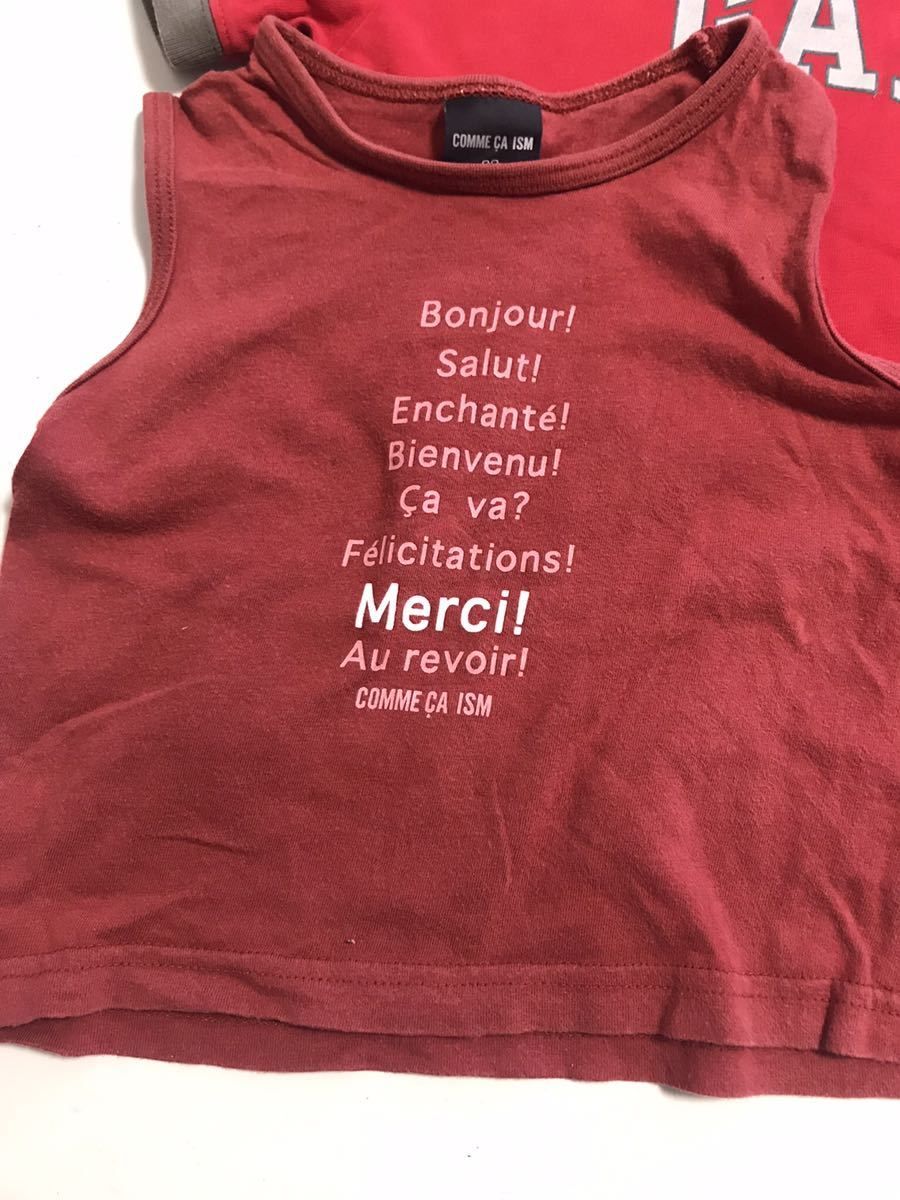 COMME ÇA ISM
Bonjour!
Salut!
Enchanté!
Bienvenu!
Ça va?
Félicitations!
Merci!
Au revoir!
COMME ÇA ISM